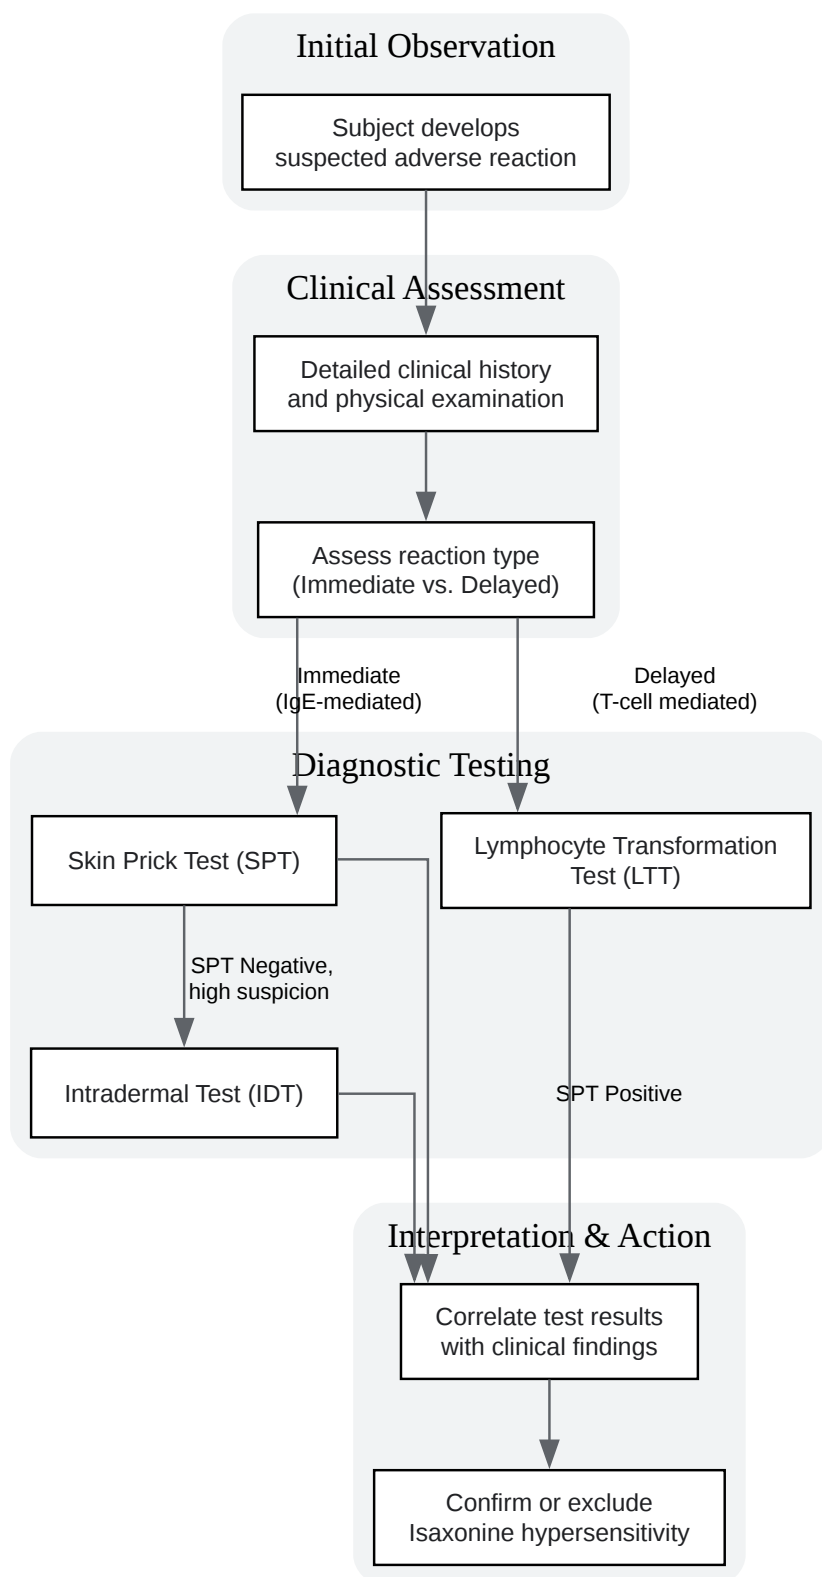 Initial Observation
Subject develops
suspected adverse reaction
Clinical Assessment
Detailed clinical history
and physical examination
Assess reaction type
(Immediate vs. Delayed)
Immediate
(IgE-mediated)
Delayed
(T-cell mediated)
Diagnostic Testing
Skin Prick Test (SPT)
Lymphocyte Transformation
Test (LTT)
SPT Negative,
high suspicion
Intradermal Test (IDT)
SPT Positive
Interpretation & Action
Correlate test results
with clinical findings
Confirm or exclude
Isaxonine hypersensitivity